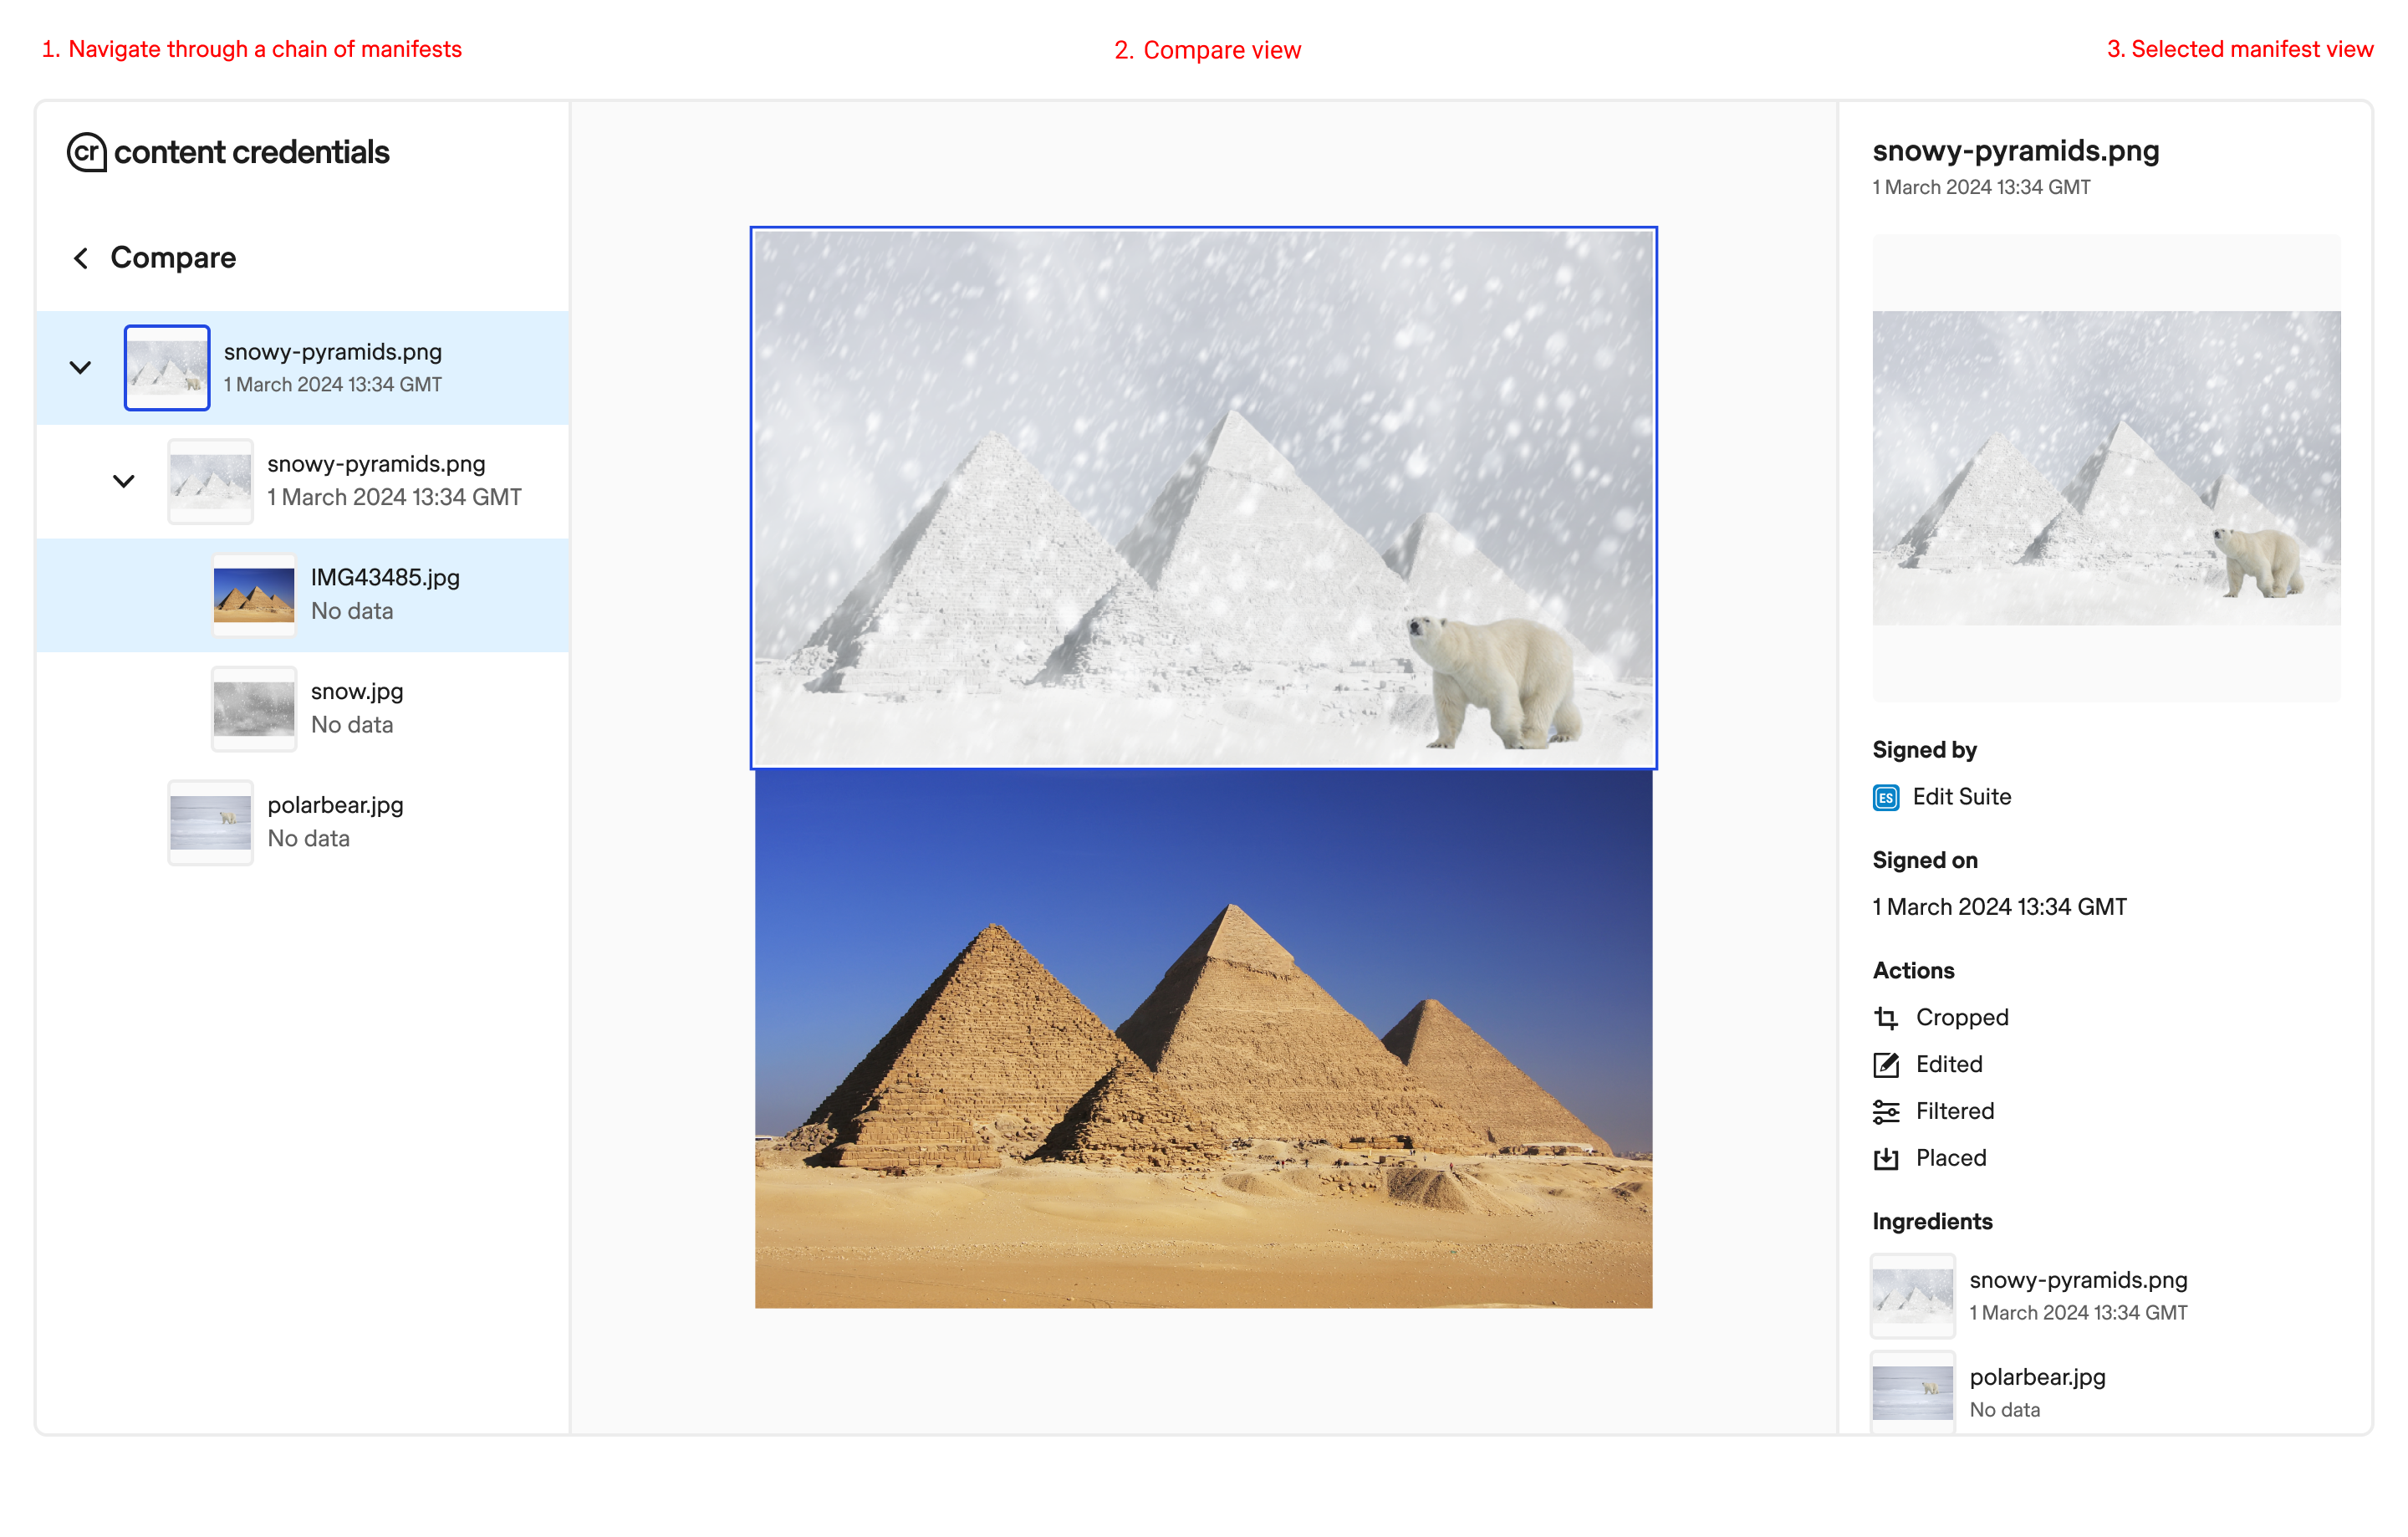 1. Navigate through a chain of manifests
2. Compare view
3. Selected manifest view
cr content credentials
Compare
snowy-pyramids.png
1 March 2024 13:34 GMT
snowy-pyramids.png
1 March 2024 13:34 GMT
IMG43485.jpg
No data
snow.jpg
No data
polarbear.jpg
No data
snowy-pyramids.png
1 March 2024 13:34 GMT
Signed by
ES Edit Suite
Signed on
1 March 2024 13:34 GMT
Actions
Cropped
Edited
Filtered
Placed
Ingredients
snowy-pyramids.png
1 March 2024 13:34 GMT
polarbear.jpg
No data